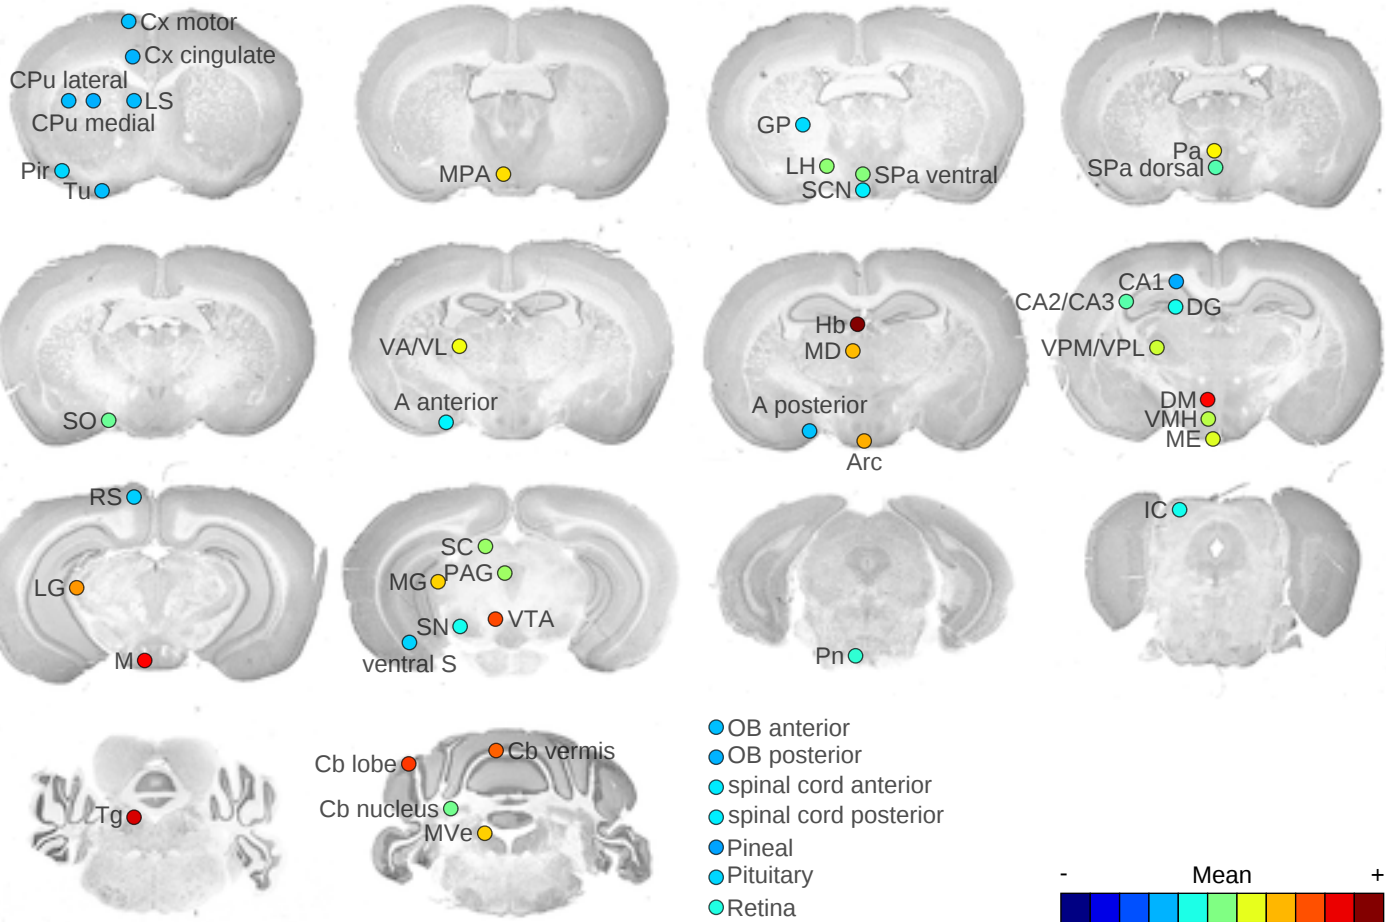 Cx motor
Cx cingulate
CPu lateral
LS
CPu medial
Pir
Tu
MPA
GP
LH
SPa ventral
SCN
Pa
SPa dorsal
SO
VA/VL
A anterior
Hb
MD
A posterior
Arc
CA1
CA2/CA3
DG
VPM/VPL
DM
VMH
ME
RS
LG
M
SC
MG
PAG
SN
VTA
ventral S
Pn
IC
Tg
Cb lobe
Cb vermis
Cb nucleus
MVe
OB anterior
OB posterior
spinal cord anterior
spinal cord posterior
Pineal
Pituitary
Retina
- Mean +